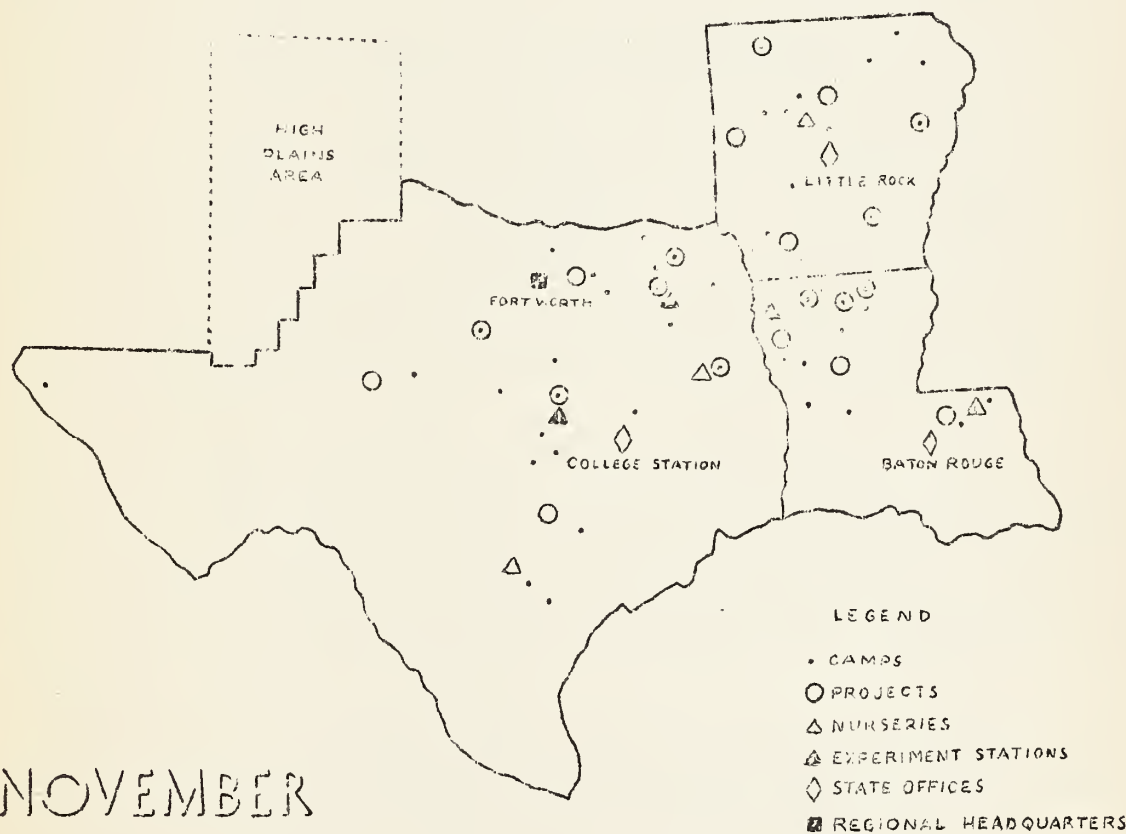 HIGH
PLAINS
AREA
LITTLE ROCK
FORT WORTH
COLLEGE STATION
BATON ROUGE
LEGEND
CAMPS
PROJECTS
NURSERIES
EXPERIMENT STATIONS
STATE OFFICES
REGIONAL HEADQUARTERS
NOVEMBER